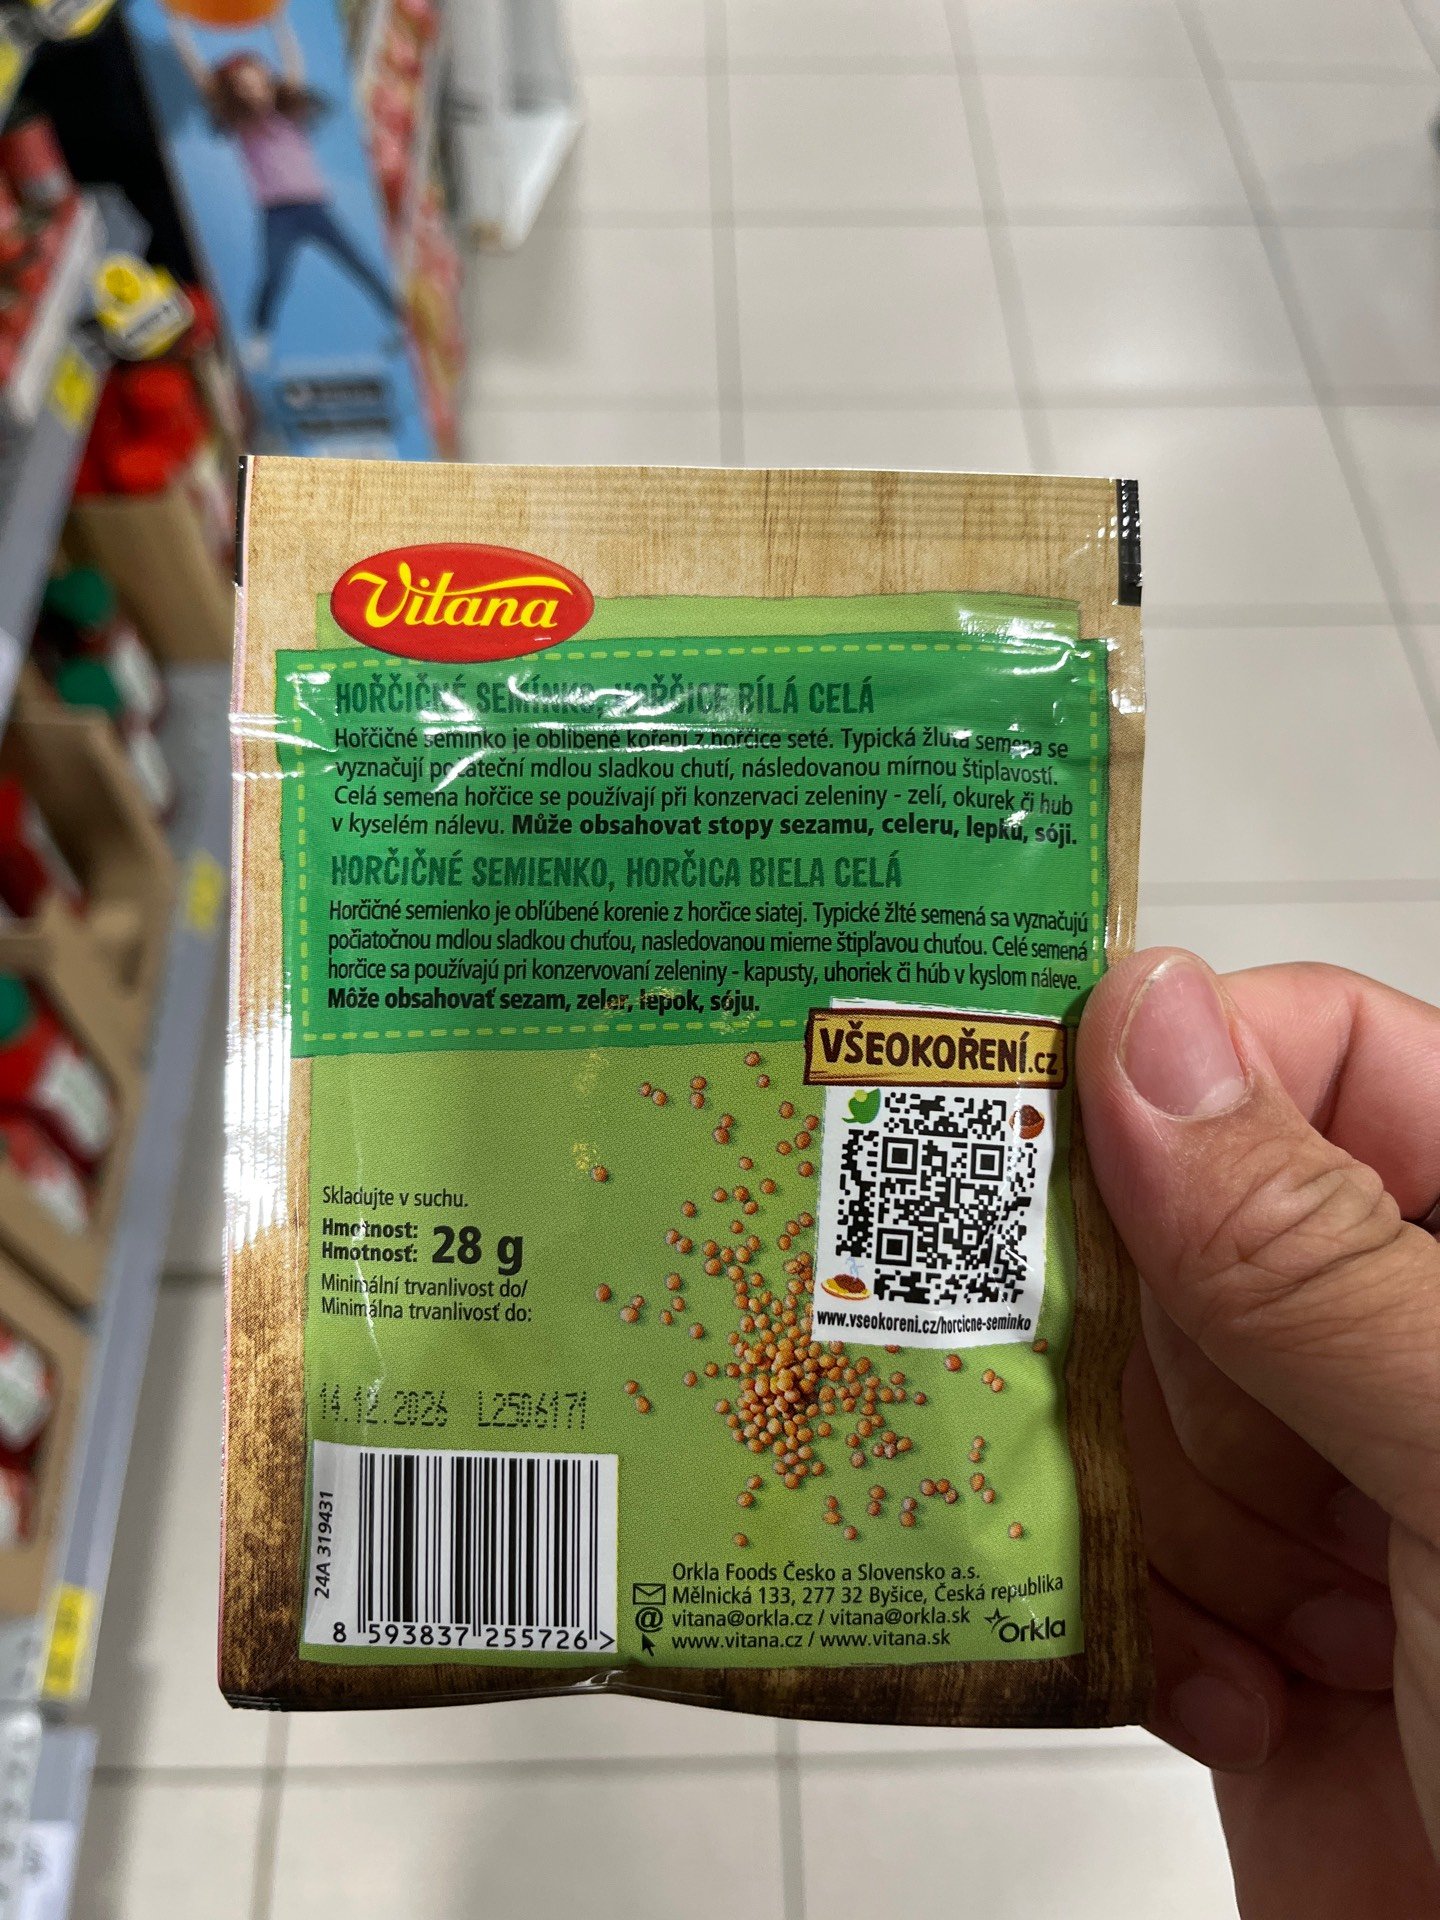 Vitana
HOŘČIČNÉ SEMÍNKO, HOŘČICE BÍLÁ CELÁ
Hořčičné semínko je oblíbené koření z hořčice seté. Typická žlutá semena se
vyznačují počáteční mdlou sladkou chutí, následovanou mírnou štiplavostí.
Celá semena hořčice se používají při konzervaci zeleniny - zelí, okurek či hub
v kyselém nálevu. Může obsahovat stopy sezamu, celeru, lepku, sóji.
HORČIČNÉ SEMIENKO, HORČICA BIELA CELÁ
Horčičné semienko je obľúbené korenie z horčice siatej. Typické žlté semená sa vyznačujú
počiatočnou mdlou sladkou chuťou, nasledovanou mierne štipľavou chuťou. Celé semená
horčice sa používajú pri konzervovaní zeleniny - kapusty, uhoriek či húb v kyslom náleve.
Môže obsahovať sezam, zeler, lepok, sóju.
VŠEOKOŘENÍ.cz
www.vseokoreni.cz/horcicne-seminko
Skladujte v suchu.
Hmotnost:
Hmotnosť: 28 g
Minimální trvanlivost do/
Minimálna trvanlivosť do:
14.12.2026 L2506171
24A 319431
8 593837 255726 >
Orkla Foods Česko a Slovensko a.s.
Mělnická 133, 277 32 Byšice, Česká republika
vitana@orkla.cz / vitana@orkla.sk
www.vitana.cz / www.vitana.sk
Orkla